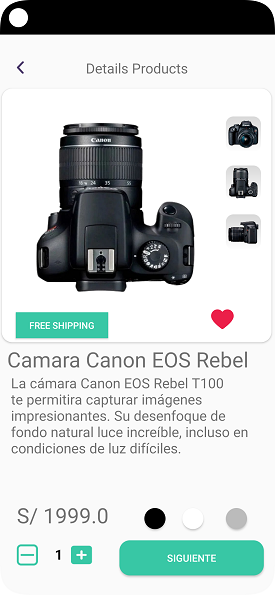 Details Products
Canon
FREE SHIPPING
Camara Canon EOS Rebel
La cámara Canon EOS Rebel T100
te permitira capturar imágenes
impresionantes. Su desenfoque de
fondo natural luce increíble, incluso en
condiciones de luz difíciles.
S/ 1999.0
1
SIGUIENTE